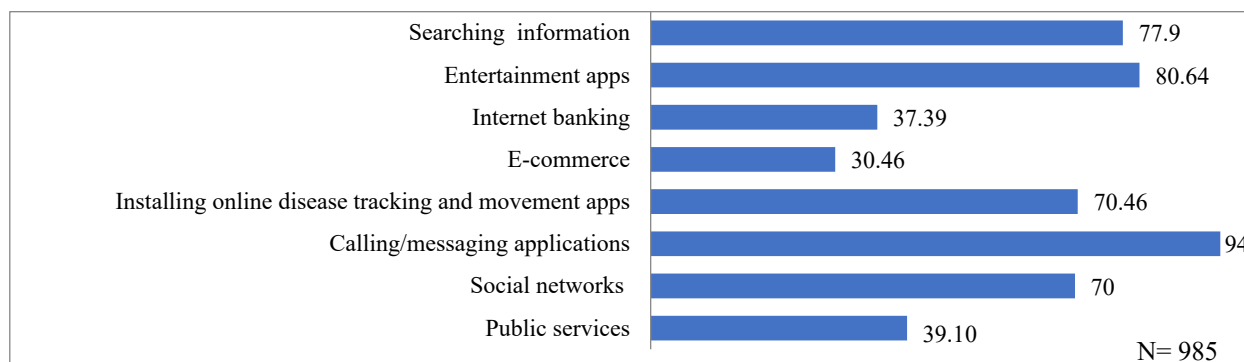 Searching information 77.9
Entertainment apps 80.64
Internet banking 37.39
E-commerce 30.46
Installing online disease tracking and movement apps 70.46
Calling/messaging applications 94
Social networks 70
Public services 39.10
N= 985